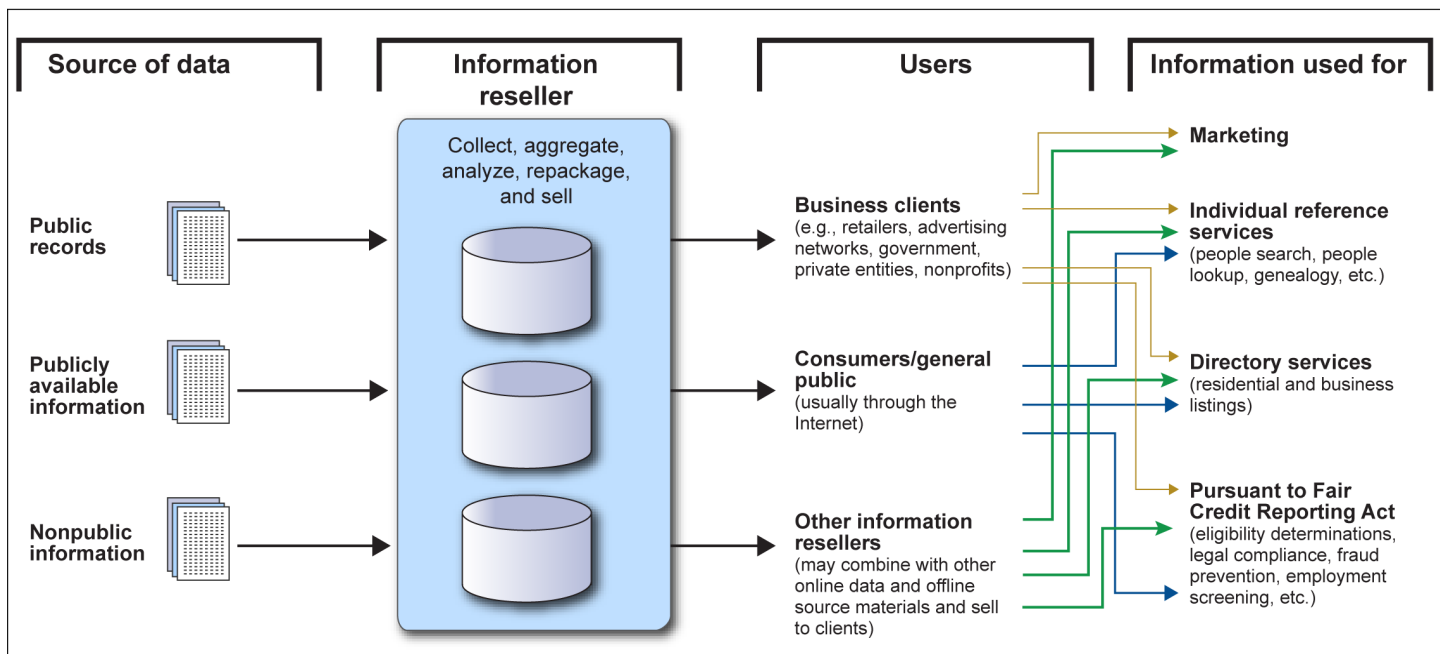 Source of data
Information
reseller
Users
Information used for
Collect, aggregate,
analyze, repackage,
and sell
Public
records
Publicly
available
information
Nonpublic
information
Business clients
(e.g., retailers, advertising
networks, government,
private entities, nonprofits)
Consumers/general
public
(usually through the
Internet)
Other information
resellers
(may combine with other
online data and offline
source materials and sell
to clients)
Marketing
Individual reference
services
(people search, people
lookup, genealogy, etc.)
Directory services
(residential and business
listings)
Pursuant to Fair
Credit Reporting Act
(eligibility determinations,
legal compliance, fraud
prevention, employment
screening, etc.)